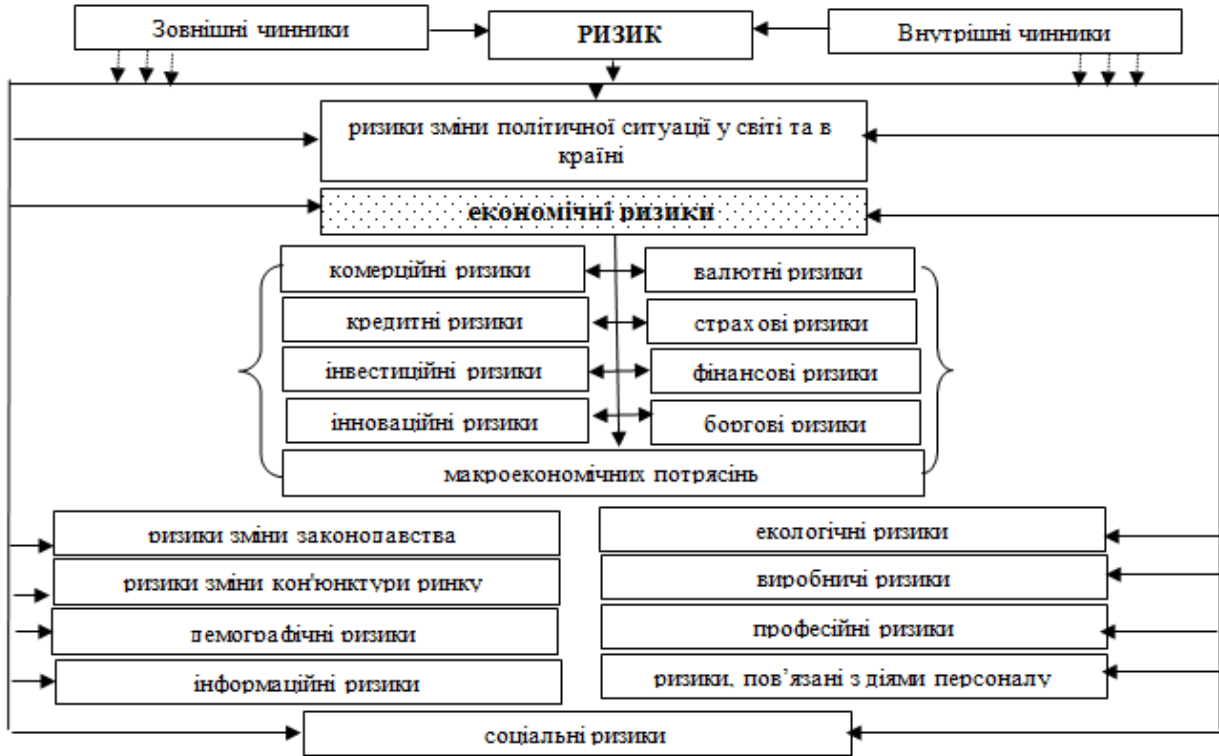 Зовнішні чинники
РИЗИК
Внутрішні чинники
ризики зміни політичної ситуації у світі та в
країні
економічні ризики
комерційні ризики
валютні ризики
кредитні ризики
страхові ризики
інвестиційні ризики
фінансові ризики
інноваційні ризики
боргові ризики
макроекономічних потрясінь
ризики зміни законодавства
екологічні ризики
ризики зміни кон'юнктури ринку
виробничі ризики
демографічні ризики
професійні ризики
інформаційні ризики
ризики, пов’язані з діями персоналу
соціальні ризики